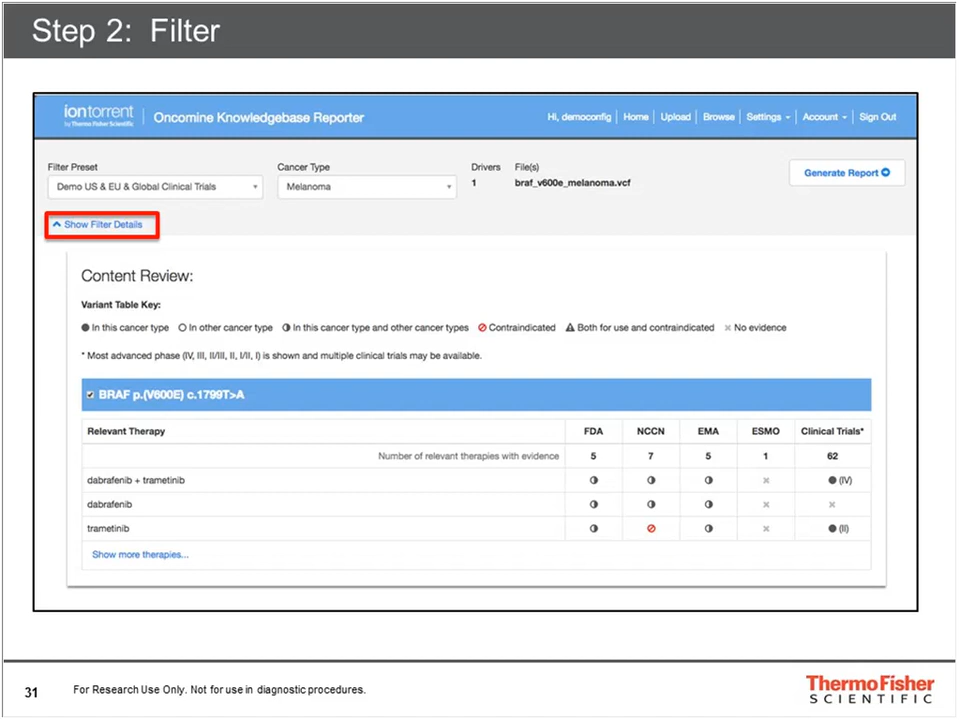 Step 2: Filter
iontorrent
by Thermo Fisher Scientific
Oncomine Knowledgebase Reporter
Hi, democonfig Home Upload Browse Settings Account Sign Out
Filter Preset Cancer Type Drivers File(s)
Demo US & EU & Global Clinical Trials Melanoma 1 braf_v600e_melanoma.vcf
Generate Report
Show Filter Details
Content Review:
Variant Table Key:
In this cancer type In other cancer type In this cancer type and other cancer types Contraindicated Both for use and contraindicated × No evidence
* Most advanced phase (IV, III, II/III, II, I/II, I) is shown and multiple clinical trials may be available.
BRAF p.(V600E) c.1799T>A
Relevant Therapy FDA NCCN EMA ESMO Clinical Trials*
Number of relevant therapies with evidence 5 7 5 1 62
dabrafenib + trametinib × (IV)
dabrafenib × ×
trametinib × (II)
Show more therapies...
31
For Research Use Only. Not for use in diagnostic procedures.
ThermoFisher
SCIENTIFIC